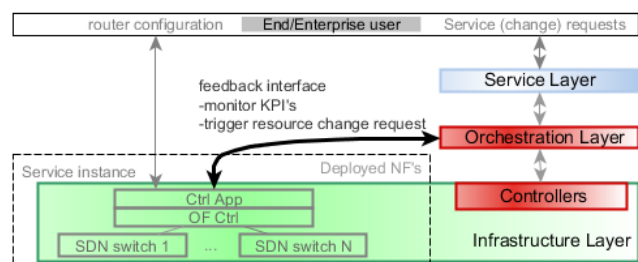 router configuration
End/Enterprise user
Service (change) requests
feedback interface
-monitor KPI's
-trigger resource change request
Service Layer
Orchestration Layer
Service instance
Deployed NF's
Ctrl App
OF Ctrl
SDN switch 1
...
SDN switch N
Controllers
Infrastructure Layer